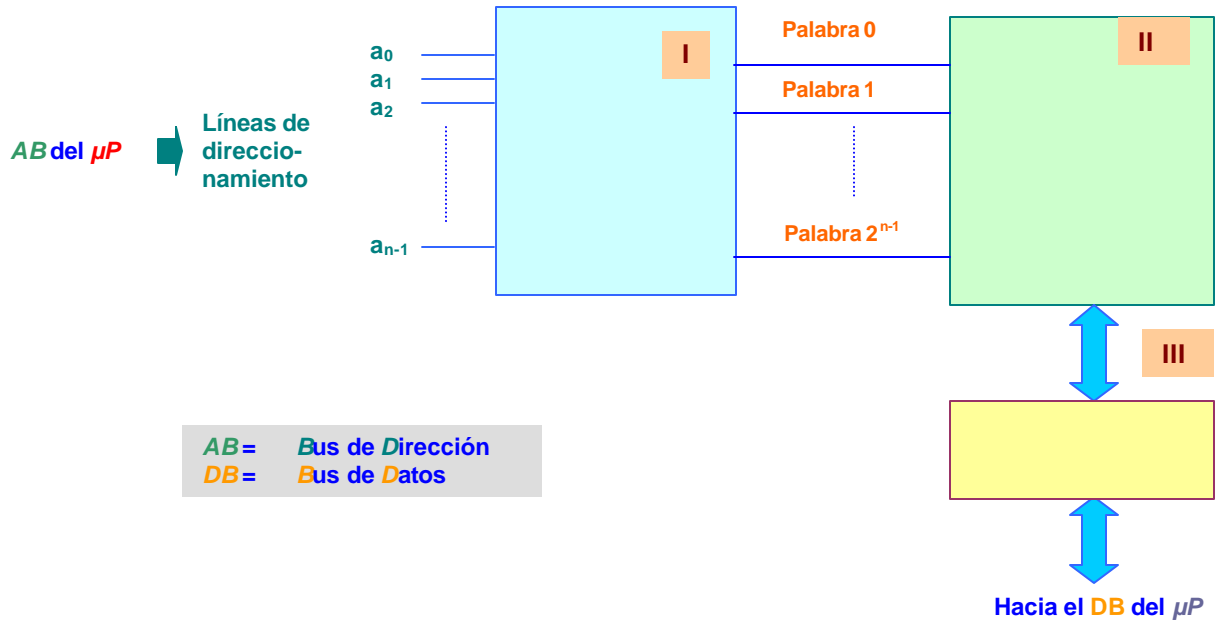 Palabra 0
I
II
a0
a1
Palabra 1
a2
Líneas de
direccio-
namiento
AB del µP
Palabra 2^n-1
an-1
III
AB = Bus de Dirección
DB = Bus de Datos
Hacia el DB del µP